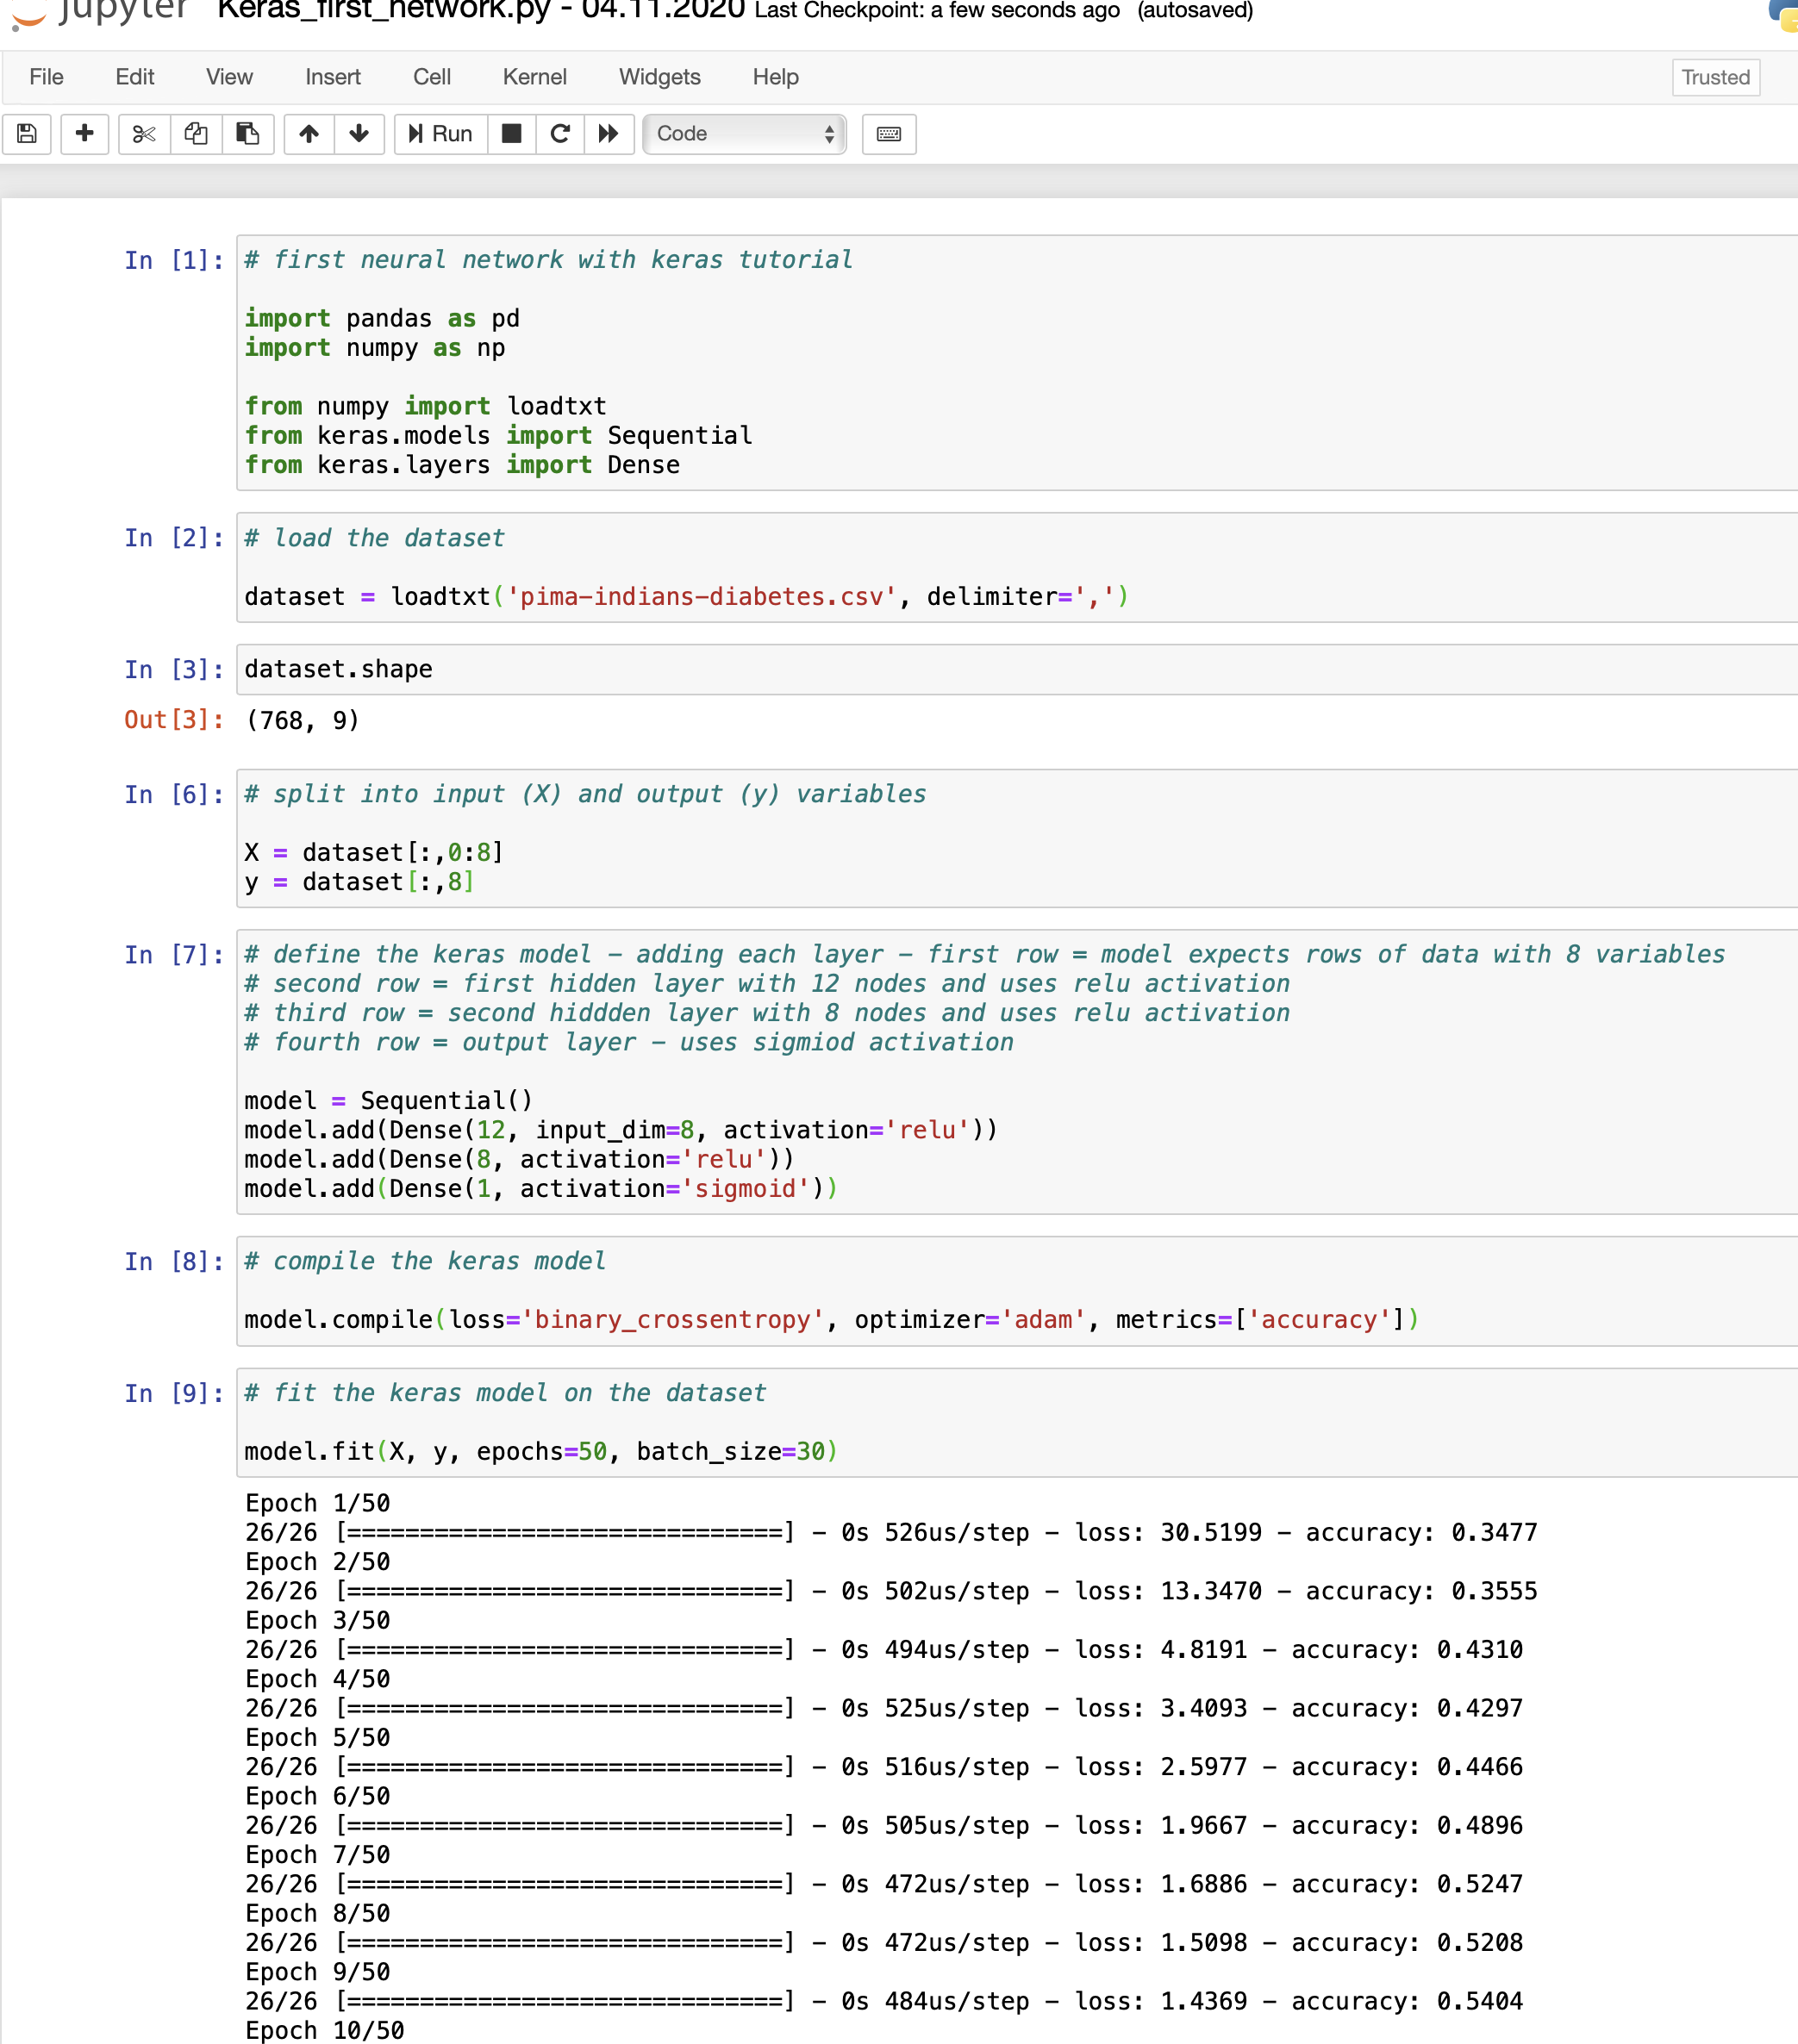 jupyter Keras_first_network.py - 04.11.2020 Last Checkpoint: a few seconds ago (autosaved)
File Edit View Insert Cell Kernel Widgets Help Trusted
Run Code
In [1]: # first neural network with keras tutorial
import pandas as pd
import numpy as np
from numpy import loadtxt
from keras.models import Sequential
from keras.layers import Dense
In [2]: # load the dataset
dataset = loadtxt('pima-indians-diabetes.csv', delimiter=',')
In [3]: dataset.shape
Out[3]: (768, 9)
In [6]: # split into input (X) and output (y) variables
X = dataset[:,0:8]
y = dataset[:,8]
In [7]: # define the keras model - adding each layer - first row = model expects rows of data with 8 variables
# second row = first hidden layer with 12 nodes and uses relu activation
# third row = second hiddden layer with 8 nodes and uses relu activation
# fourth row = output layer - uses sigmiod activation
model = Sequential()
model.add(Dense(12, input_dim=8, activation='relu'))
model.add(Dense(8, activation='relu'))
model.add(Dense(1, activation='sigmoid'))
In [8]: # compile the keras model
model.compile(loss='binary_crossentropy', optimizer='adam', metrics=['accuracy'])
In [9]: # fit the keras model on the dataset
model.fit(X, y, epochs=50, batch_size=30)
Epoch 1/50
26/26 [==============================] - 0s 526us/step - loss: 30.5199 - accuracy: 0.3477
Epoch 2/50
26/26 [==============================] - 0s 502us/step - loss: 13.3470 - accuracy: 0.3555
Epoch 3/50
26/26 [==============================] - 0s 494us/step - loss: 4.8191 - accuracy: 0.4310
Epoch 4/50
26/26 [==============================] - 0s 525us/step - loss: 3.4093 - accuracy: 0.4297
Epoch 5/50
26/26 [==============================] - 0s 516us/step - loss: 2.5977 - accuracy: 0.4466
Epoch 6/50
26/26 [==============================] - 0s 505us/step - loss: 1.9667 - accuracy: 0.4896
Epoch 7/50
26/26 [==============================] - 0s 472us/step - loss: 1.6886 - accuracy: 0.5247
Epoch 8/50
26/26 [==============================] - 0s 472us/step - loss: 1.5098 - accuracy: 0.5208
Epoch 9/50
26/26 [==============================] - 0s 484us/step - loss: 1.4369 - accuracy: 0.5404
Epoch 10/50